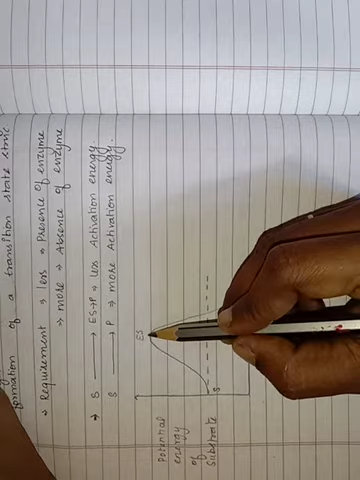 formation of a transition state
→ Requirement → less → Presence of enzyme
→ more → Absence of enzyme
→ S → ES→P ⇒ less Activation energy
S → P ⇒ more Activation energy.
ES
Potential
energy
of
substrate
S